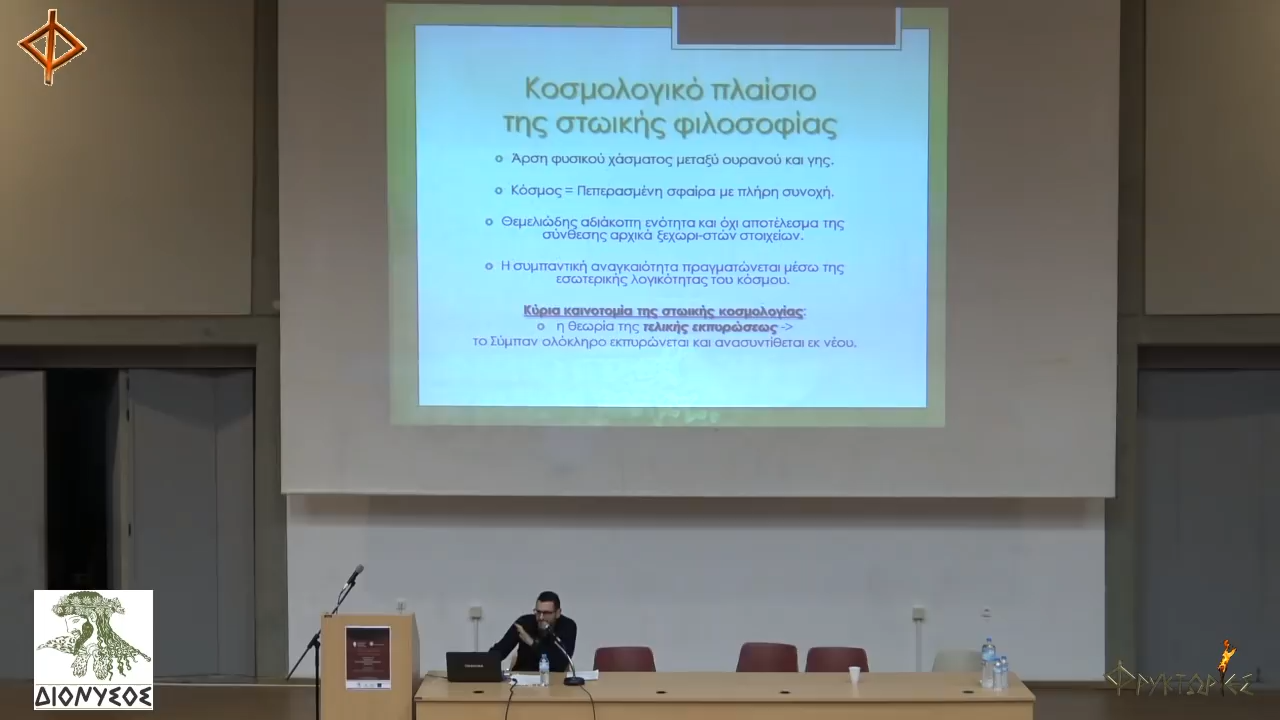 Κοσμολογικό πλαίσιο
της στωικής φιλοσοφίας
Άρση φυσικού χάσματος μεταξύ ουρανού και γης.
Κόσμος = Πεπερασμένη σφαίρα με πλήρη συνοχή.
Θεμελιώδης αδιάκοπη ενότητα και όχι αποτέλεσμα της
σύνθεσης αρχικά ξεχωρι-στών στοιχείων.
Η συμπαντική αναγκαιότητα πραγματώνεται μέσω της
εσωτερικής λογικότητας του κόσμου.
Κύρια καινοτομία της στωικής κοσμολογίας:
η θεωρία της τελικής εκπυρώσεως ->
το Σύμπαν ολόκληρο εκπυρώνεται και ανασυντίθεται εκ νέου.
ΔΙΟΝΥΣΟΣ
ΦΡΥΚΤΩΡΙΕΣ